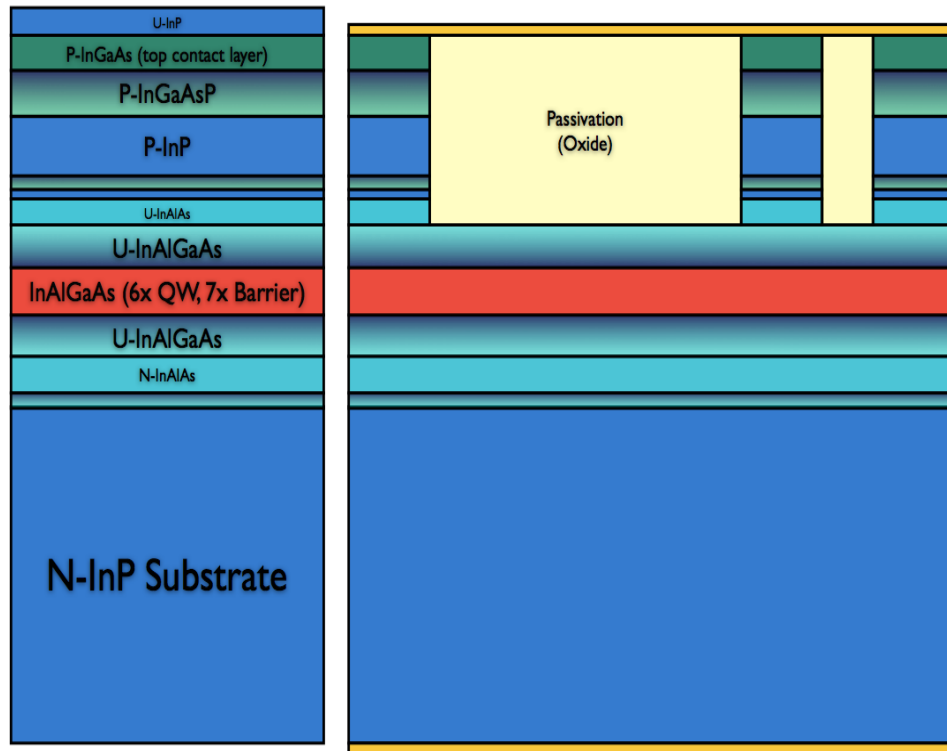 U-InP
P-InGaAs (top contact layer)
P-InGaAsP
P-InP
U-InAlAs
U-InAlGaAs
InAlGaAs (6x QW, 7x Barrier)
U-InAlGaAs
N-InAlAs
N-InP Substrate
Passivation
(Oxide)